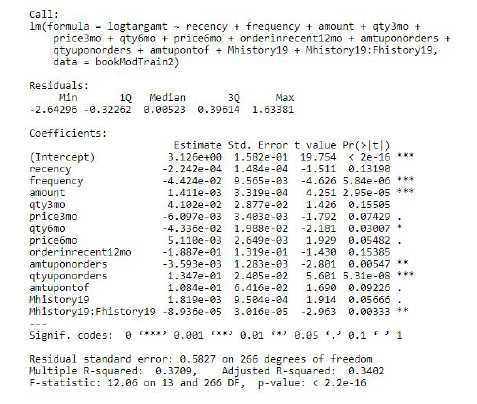 Call:
lm(formula = logtargamt ~ recency + frequency + amount + qty3mo +
price3mo + qty6mo + price6mo + orderinrecent12mo + amtuponorders +
qtyuponorders + amtupontof + Mhistory19 + Mhistory19:Fhistory19,
data = bookModTrain2)
Residuals:
Min 1Q Median 3Q Max
-2.64296 -0.32262 0.00523 0.39614 1.63381
Coefficients:
Estimate Std. Error t value Pr(>|t|)
(Intercept) 3.126e+00 1.582e-01 19.754 < 2e-16 ***
recency -2.242e-04 1.484e-04 -1.511 0.13190
frequency -4.424e-02 9.565e-03 -4.626 5.84e-06 ***
amount 1.411e-03 3.319e-04 4.251 2.95e-05 ***
qty3mo 4.102e-02 2.877e-02 1.426 0.15505
price3mo -6.097e-03 3.403e-03 -1.792 0.07429 .
qty6mo -4.336e-02 1.988e-02 -2.181 0.03007 *
price6mo 5.110e-03 2.649e-03 1.929 0.05482 .
orderinrecent12mo -1.887e-01 1.319e-01 -1.430 0.15385
amtuponorders -3.593e-03 1.283e-03 -2.801 0.00547 **
qtyuponorders 1.347e-01 2.405e-02 5.601 5.31e-08 ***
amtupontof 1.084e-01 6.416e-02 1.690 0.09226 .
Mhistory19 1.819e-03 9.504e-04 1.914 0.05666 .
Mhistory19:Fhistory19 -8.936e-05 3.016e-05 -2.963 0.00333 **
---
Signif. codes: 0 ‘***’ 0.001 ‘**’ 0.01 ‘*’ 0.05 ‘.’ 0.1 ‘ ’ 1
Residual standard error: 0.5827 on 266 degrees of freedom
Multiple R-squared: 0.3709, Adjusted R-squared: 0.3402
F-statistic: 12.06 on 13 and 266 DF, p-value: < 2.2e-16